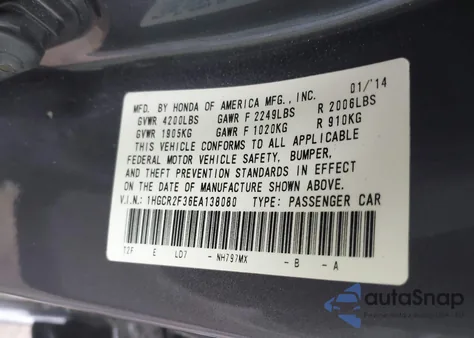 01/'14
MFD. BY HONDA OF AMERICA MFG., INC.
GVWR 4200LBS GAWR F 2249LBS R 2006LBS
GVWR 1905KG GAWR F 1020KG R 910KG
THIS VEHICLE CONFORMS TO ALL APPLICABLE
FEDERAL MOTOR VEHICLE SAFETY, BUMPER,
AND THEFT PREVENTION STANDARDS IN EFFECT
ON THE DATE OF MANUFACTURE SHOWN ABOVE.
V.I.N.: 1HGCR2F36EA138080 TYPE: PASSENGER CAR
T2F E LD7 - NH797MX - B - A
autoSnap